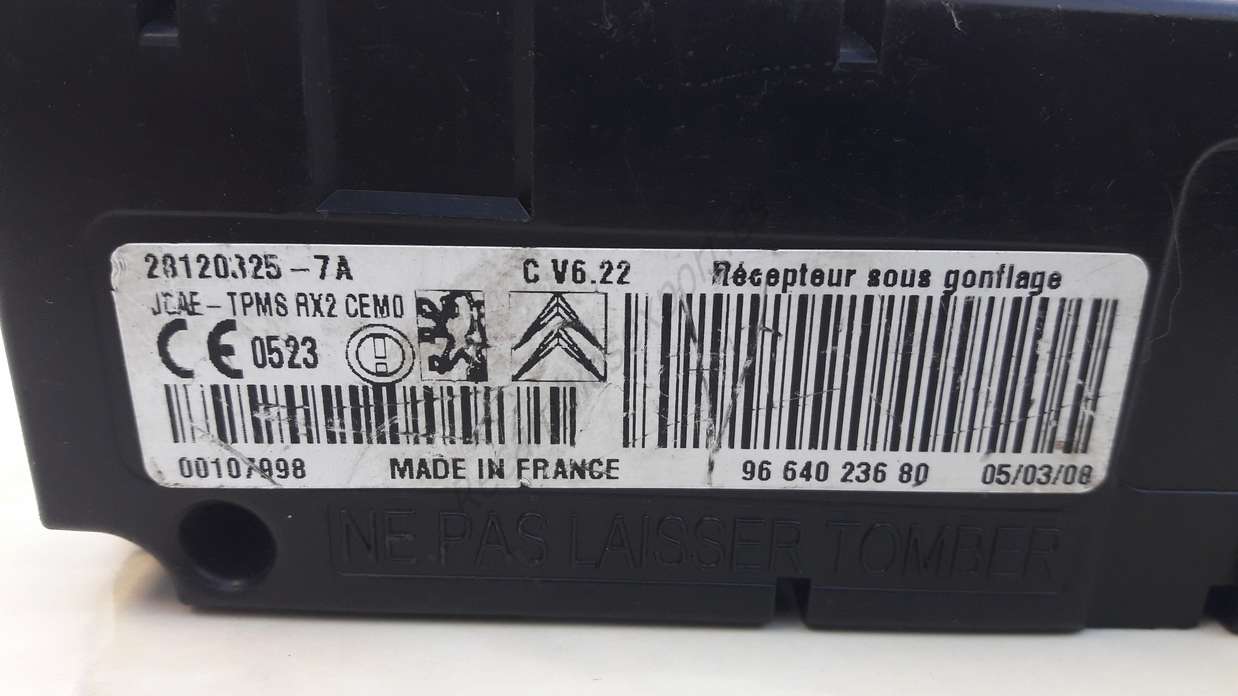 28120325-7A C V6.22 Récepteur sous gonflage
JCAE-TPMS RX2 CEMO
CE 0523
00107998 MADE IN FRANCE 96 640 236 80 05/03/08
NE PAS LAISSER TOMBER